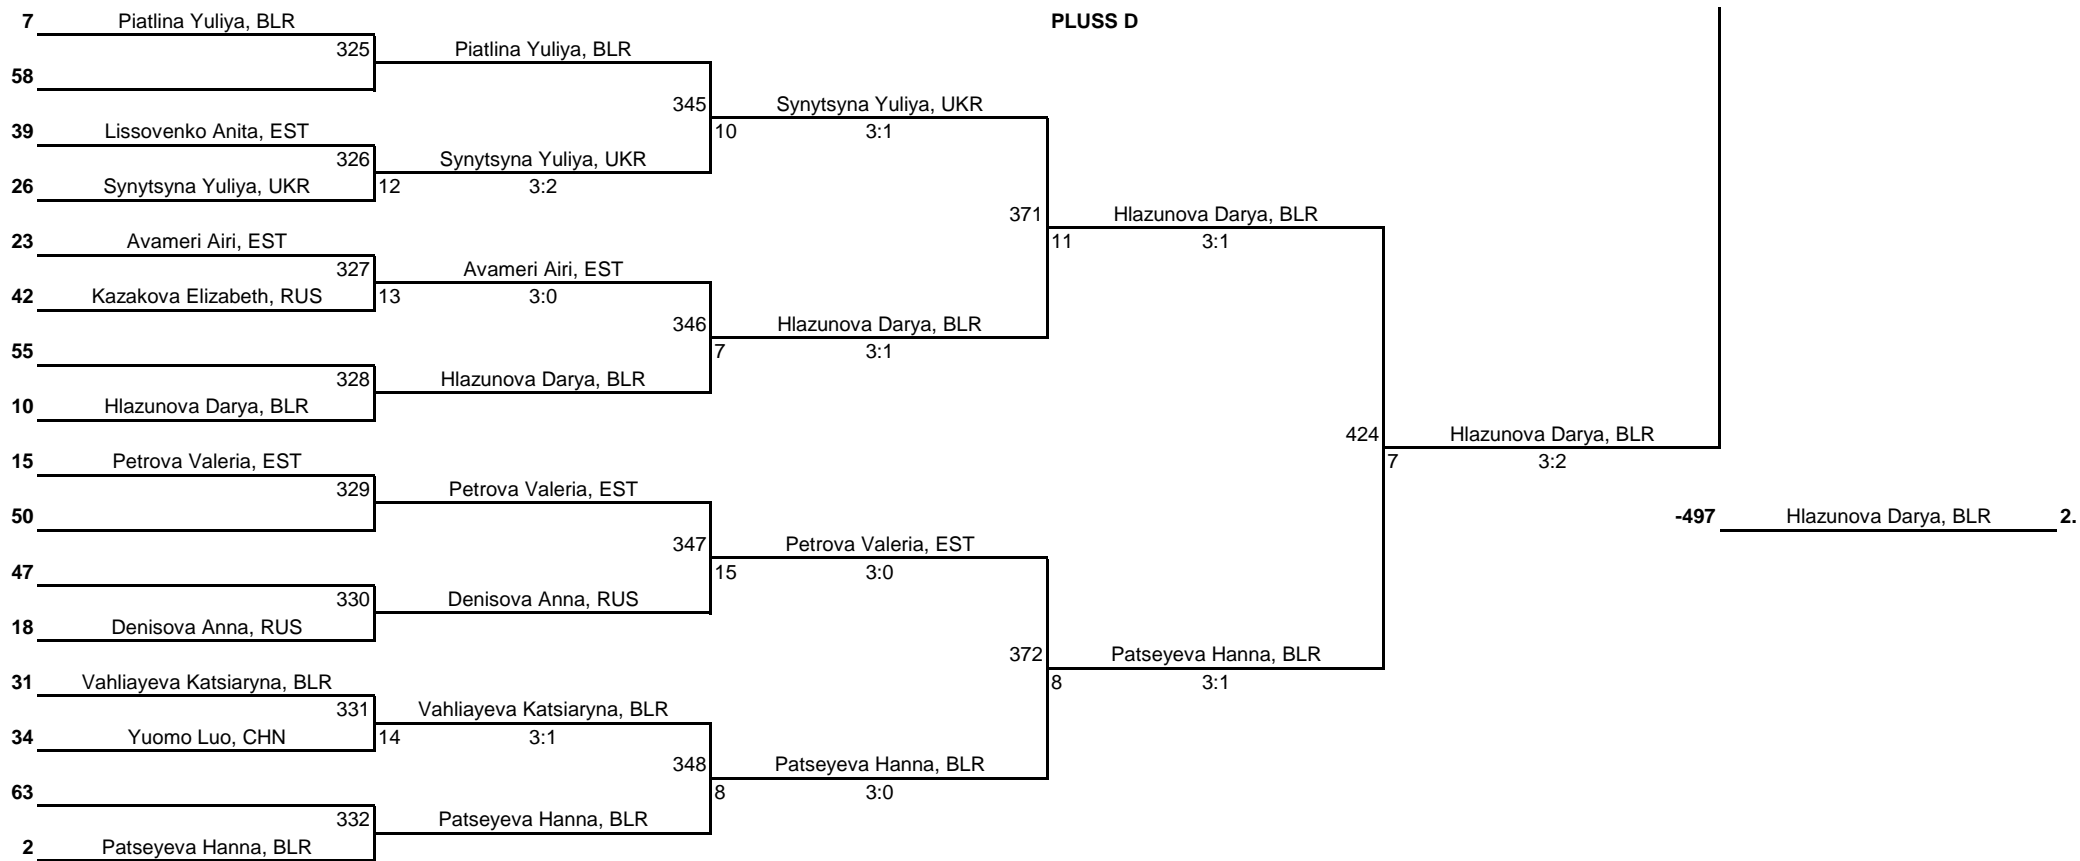 7 Piatlina Yuliya, BLR PLUSS D
325 Piatlina Yuliya, BLR
58
345 Synytsyna Yuliya, UKR
39 Lissovenko Anita, EST 10 3:1
326 Synytsyna Yuliya, UKR
26 Synytsyna Yuliya, UKR 12 3:2
371 Hlazunova Darya, BLR
23 Avameri Airi, EST 11 3:1
327 Avameri Airi, EST
42 Kazakova Elizabeth, RUS 13 3:0
346 Hlazunova Darya, BLR
55 7 3:1
328 Hlazunova Darya, BLR
10 Hlazunova Darya, BLR
424 Hlazunova Darya, BLR
15 Petrova Valeria, EST 7 3:2
329 Petrova Valeria, EST
50 -497 Hlazunova Darya, BLR 2.
347 Petrova Valeria, EST
47 15 3:0
330 Denisova Anna, RUS
18 Denisova Anna, RUS
372 Patseyeva Hanna, BLR
31 Vahliayeva Katsiaryna, BLR 8 3:1
331 Vahliayeva Katsiaryna, BLR
34 Yuomo Luo, CHN 14 3:1
348 Patseyeva Hanna, BLR
63 8 3:0
332 Patseyeva Hanna, BLR
2 Patseyeva Hanna, BLR